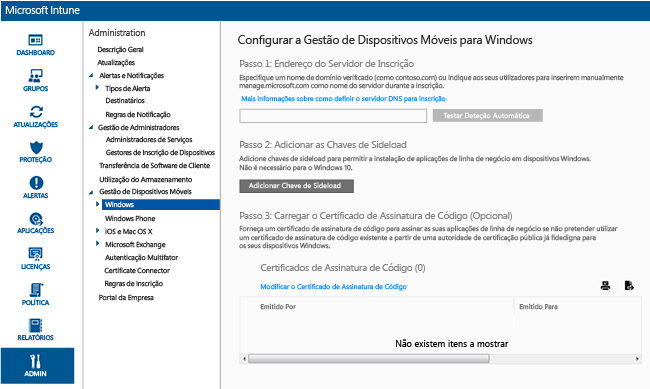 Microsoft Intune
DASHBOARD
GRUPOS
ATUALIZAÇÕES
PROTEÇÃO
ALERTAS
APLICAÇÕES
LICENÇAS
POLÍTICA
RELATÓRIOS
ADMIN
Administration
Descrição Geral
Atualizações
Alertas e Notificações
Tipos de Alerta
Destinatários
Regras de Notificação
Gestão de Administradores
Administradores de Serviços
Gestores de Inscrição de Dispositivos
Transferência de Software de Cliente
Utilização do Armazenamento
Gestão de Dispositivos Móveis
Windows
Windows Phone
iOS e Mac OS X
Microsoft Exchange
Autenticação Multifator
Certificate Connector
Regras de Inscrição
Portal da Empresa
Configurar a Gestão de Dispositivos Móveis para Windows
Passo 1: Endereço do Servidor de Inscrição
Especifique um nome de domínio verificado (como contoso.com) ou indique aos seus utilizadores para inserirem manualmente
manage.microsoft.com como nome do servidor durante a inscrição.
Mais informações sobre como definir o servidor DNS para inscrição
Testar Deteção Automática
Passo 2: Adicionar as Chaves de Sideload
Adicione chaves de sideload para permitir a instalação de aplicações de linha de negócio em dispositivos Windows.
Não é necessário para o Windows 10.
Adicionar Chave de Sideload
Passo 3: Carregar o Certificado de Assinatura de Código (Opcional)
Forneça um certificado de assinatura de código para assinar as suas aplicações de linha de negócio se não pretender utilizar
um certificado de assinatura de código existente a partir de uma autoridade de certificação pública já fidedigna para
os seus dispositivos Windows.
Certificados de Assinatura de Código (0)
Modificar o Certificado de Assinatura de Código
Emitido Por
Emitido Para
Não existem itens a mostrar